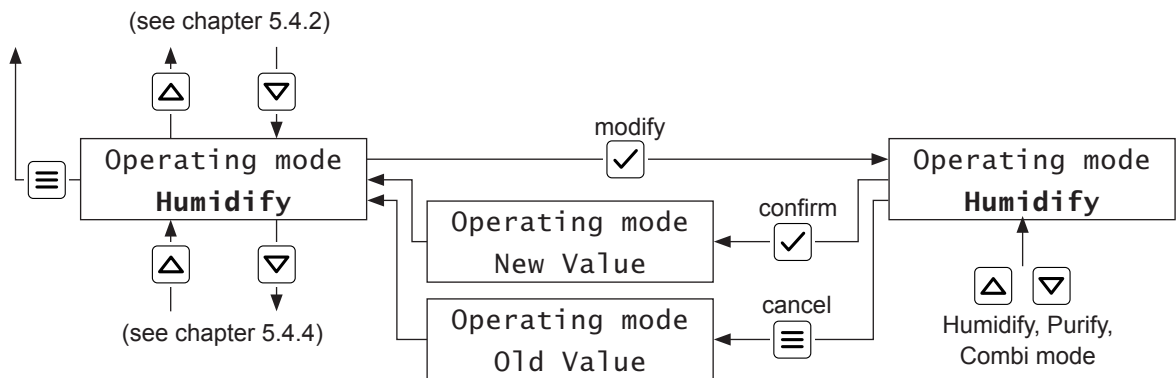 (see chapter 5.4.2)
modify
Operating mode
Humidify
Operating mode
Humidify
Operating mode
New Value
confirm
(see chapter 5.4.4)
Operating mode
Old Value
cancel
Humidify, Purify,
Combi mode